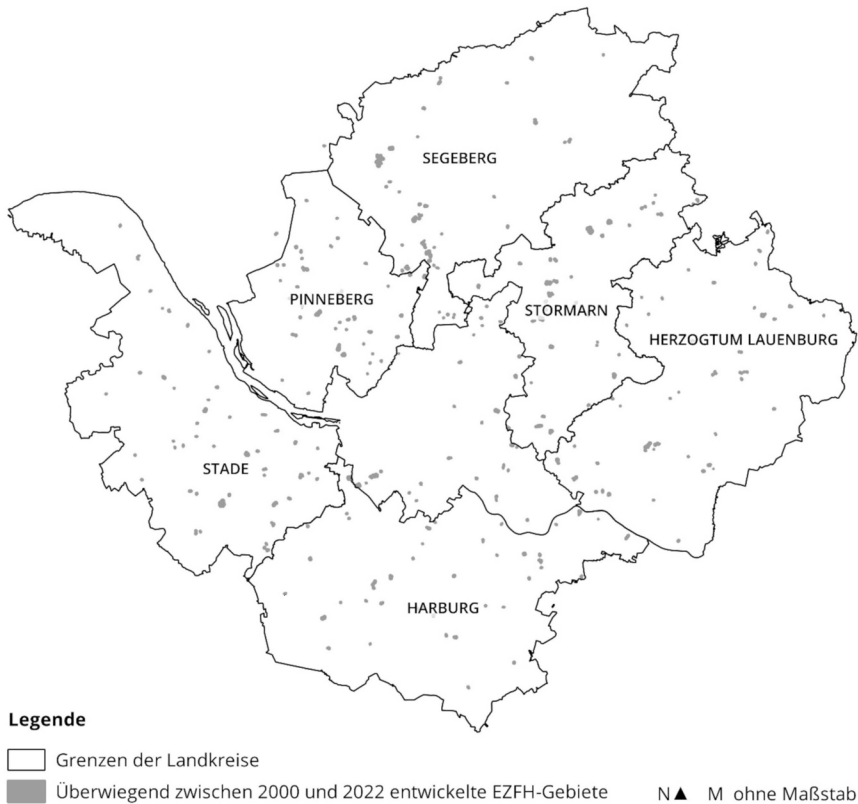 SEGEBERG
PINNEBERG
STORMARN
HERZOGTUM LAUENBURG
STADE
HARBURG
Legende
Grenzen der Landkreise
Überwiegend zwischen 2000 und 2022 entwickelte EZFH-Gebiete
N▲ M ohne Maßstab